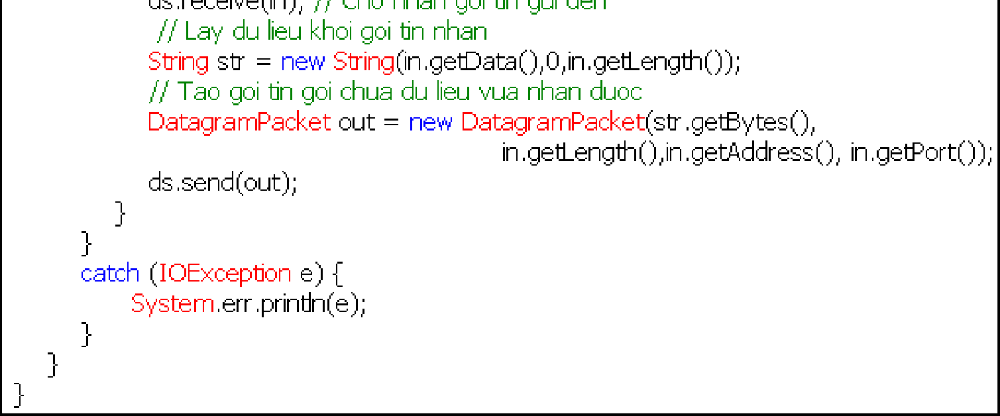 ds.receive(in); // Cho nhan goi tin gui den
// Lay du lieu khoi goi tin nhan
String str = new String(in.getData(),0,in.getLength());
// Tao goi tin goi chua du lieu vua nhan duoc
DatagramPacket out = new DatagramPacket(str.getBytes(),
in.getLength(),in.getAddress(), in.getPort());
ds.send(out);
}
}
catch (IOException e) {
System.err.println(e);
}
}
}